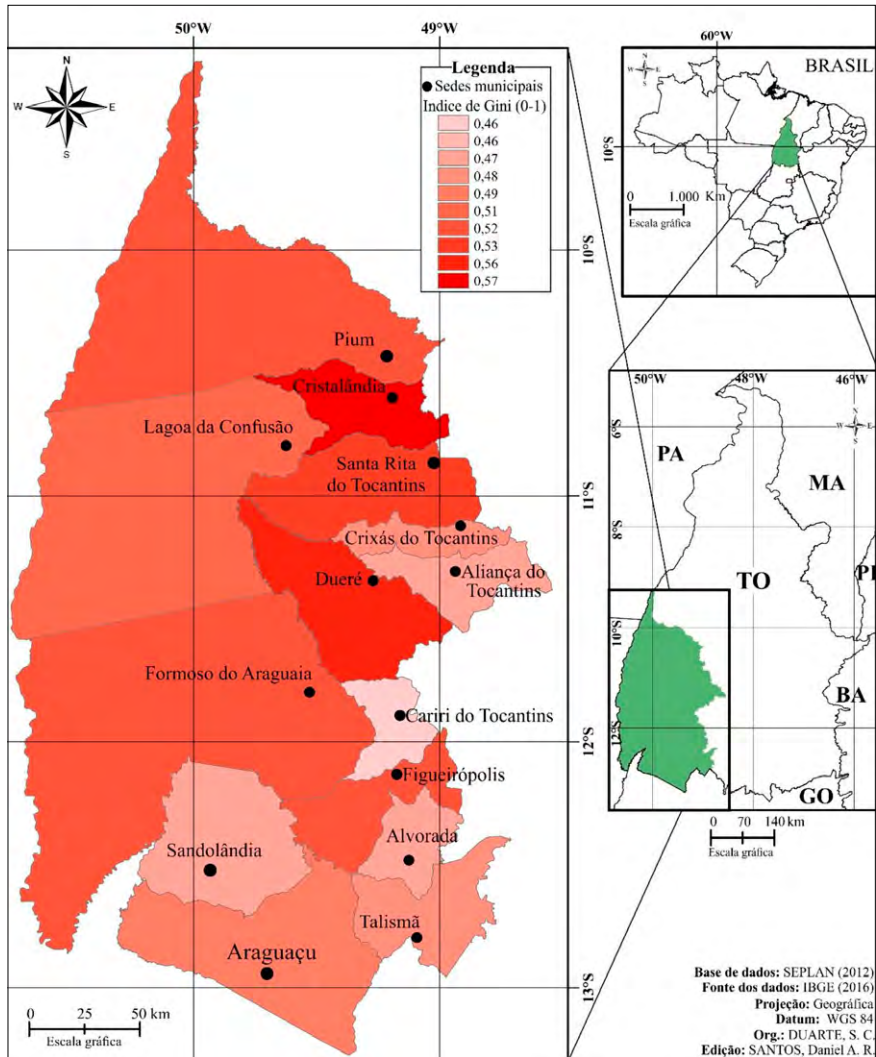 50°W
49°W
N
W
E
S
Legenda
Sedes municipais
Indice de Gini (0-1)
0,46
0,46
0,47
0,48
0,49
0,51
0,52
0,53
0,56
0,57
10°S
11°S
12°S
13°S
Pium
Cristalândia
Lagoa da Confusão
Santa Rita
do Tocantins
Crixás do Tocantins
Dueré
Aliança do
Tocantins
Formoso do Araguaia
Cariri do Tocantins
Figueirópolis
Alvorada
Sandolândia
Talismã
Araguaçu
0 25 50 km
Escala gráfica
60°W
BRASIL
N
W
E
S
10°S
0 1.000 Km
Escala gráfica
50°W
48°W
46°W
N
W
E
S
6°S
8°S
10°S
12°S
PA
MA
TO
PI
BA
GO
0 70 140 km
Escala gráfica
Base de dados: SEPLAN (2012)
Fonte dos dados: IBGE (2016)
Projeção: Geográfica
Datum: WGS 84
Org.: DUARTE, S. C.
Edição: SANTOS, Daniel A. R.